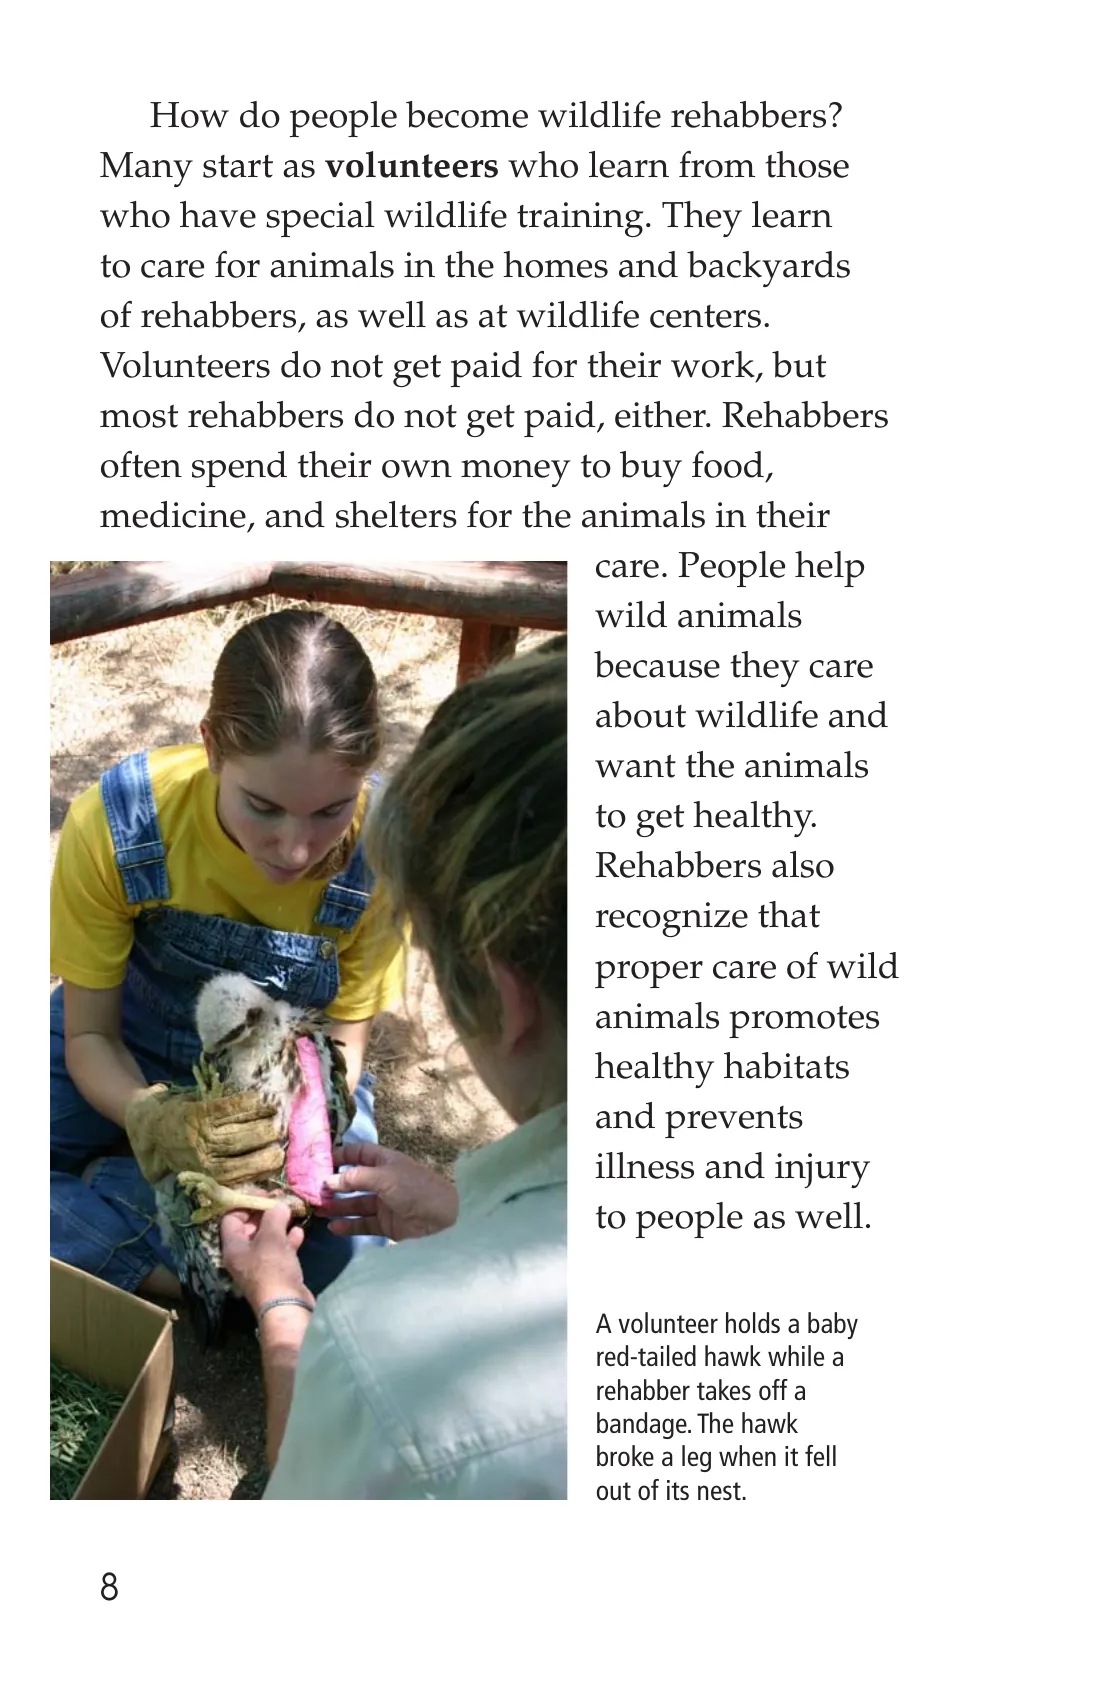 How do people become wildlife rehabbers?
Many start as volunteers who learn from those
who have special wildlife training. They learn
to care for animals in the homes and backyards
of rehabbers, as well as at wildlife centers.
Volunteers do not get paid for their work, but
most rehabbers do not get paid, either. Rehabbers
often spend their own money to buy food,
medicine, and shelters for the animals in their
care. People help
wild animals
because they care
about wildlife and
want the animals
to get healthy.
Rehabbers also
recognize that
proper care of wild
animals promotes
healthy habitats
and prevents
illness and injury
to people as well.
A volunteer holds a baby
red-tailed hawk while a
rehabber takes off a
bandage. The hawk
broke a leg when it fell
out of its nest.
8